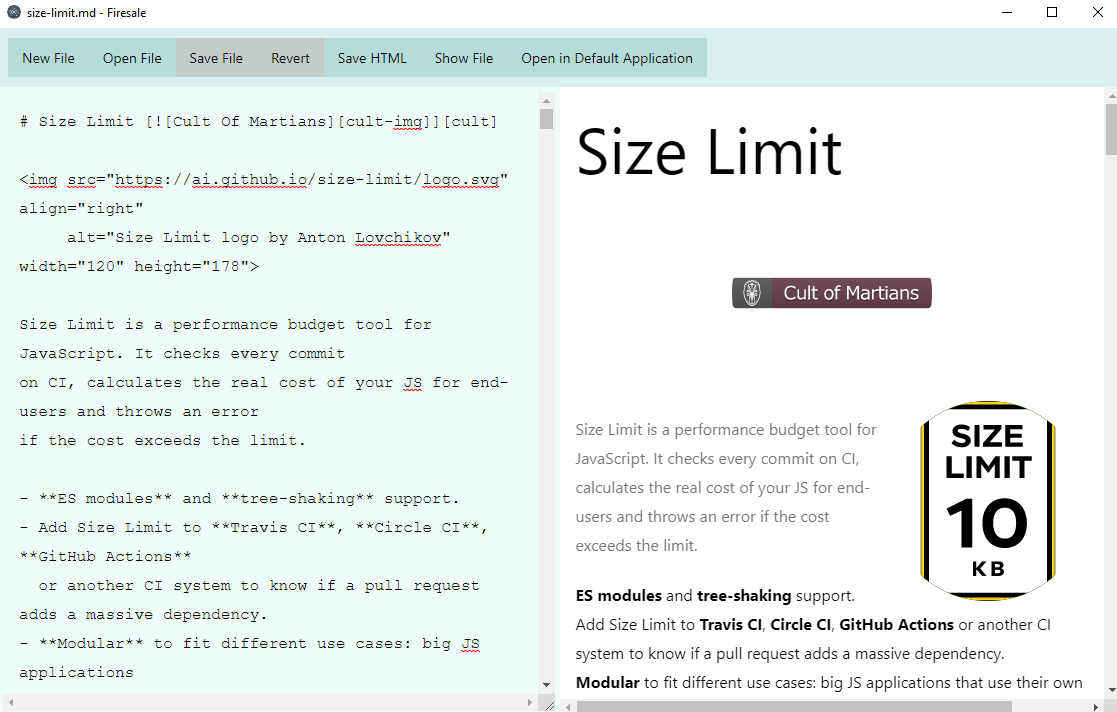 size-limit.md - Firesale
New File Open File Save File Revert Save HTML Show File Open in Default Application
# Size Limit [![Cult Of Martians][cult-img]][cult]
<img src="https://ai.github.io/size-limit/logo.svg"
align="right"
alt="Size Limit logo by Anton Lovchikov"
width="120" height="178">
Size Limit is a performance budget tool for
JavaScript. It checks every commit
on CI, calculates the real cost of your JS for end-
users and throws an error
if the cost exceeds the limit.
- **ES modules** and **tree-shaking** support.
- Add Size Limit to **Travis CI**, **Circle CI**,
**GitHub Actions**
or another CI system to know if a pull request
adds a massive dependency.
- **Modular** to fit different use cases: big JS
applications
Size Limit
Cult of Martians
Size Limit is a performance budget tool for
JavaScript. It checks every commit on CI,
calculates the real cost of your JS for end-
users and throws an error if the cost
exceeds the limit.
SIZE
LIMIT
10
KB
ES modules and tree-shaking support.
Add Size Limit to Travis CI, Circle CI, GitHub Actions or another CI
system to know if a pull request adds a massive dependency.
Modular to fit different use cases: big JS applications that use their own